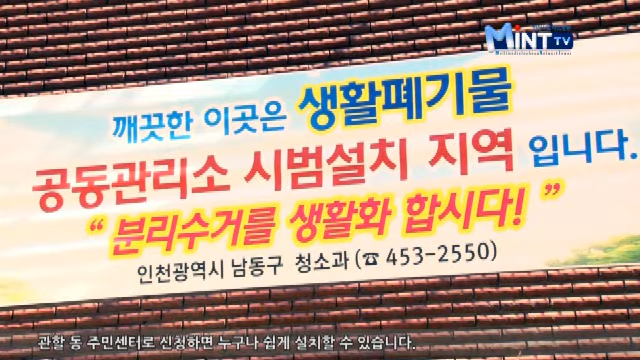 MINT TV
깨끗한 이곳은 생활폐기물
공동관리소 시범설치 지역 입니다.
“ 분리수거를 생활화 합시다! ”
인천광역시 남동구 청소과 (☎ 453-2550)
관할 동 주민센터로 신청하면 누구나 쉽게 설치할 수 있습니다.